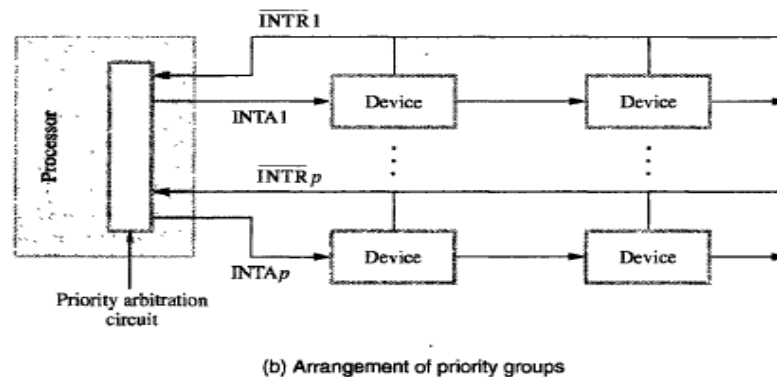 INTR1
Processor
INTA1
Device
Device
INTRp
INTAp
Device
Device
Priority arbitration
circuit
(b) Arrangement of priority groups